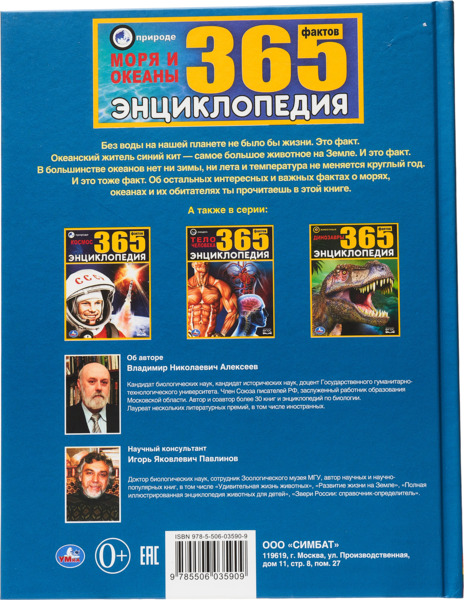 о природе
365 фактов
МОРЯ И
ОКЕАНЫ
ЭНЦИКЛОПЕДИЯ
Без воды на нашей планете не было бы жизни. Это факт.
Океанский житель синий кит — самое большое животное на Земле. И это факт.
В большинстве океанов нет ни зимы, ни лета и температура не меняется круглый год.
И это тоже факт. Об остальных интересных и важных фактах о морях,
океанах и их обитателях ты прочитаешь в этой книге.
А также в серии:
КОСМОС 365 фактов
ЭНЦИКЛОПЕДИЯ
СССР
ТЕЛО
ЧЕЛОВЕКА 365 фактов
ЭНЦИКЛОПЕДИЯ
ДИНОЗАВРЫ 365 фактов
ЭНЦИКЛОПЕДИЯ
Об авторе
Владимир Николаевич Алексеев
Кандидат биологических наук, кандидат исторических наук, доцент Государственного гуманитарно-
технологического университета. Член Союза писателей РФ, заслуженный работник образования
Московской области. Автор и соавтор более 30 книг и энциклопедий по биологии.
Лауреат нескольких литературных премий, в том числе иностранных.
Научный консультант
Игорь Яковлевич Павлинов
Доктор биологических наук, сотрудник Зоологического музея МГУ, автор научных и научно-
популярных книг, в том числе «Удивительная жизнь животных», «Развитие жизни на Земле», «Полная
иллюстрированная энциклопедия животных для детей», «Звери России: справочник-определитель».
УМка
0+
ЕАС
ISBN 978-5-506-03590-9
9 785506 035909
ООО «СИМБАТ»
119619, г. Москва, ул. Производственная,
дом 11, стр. 8, пом. 27